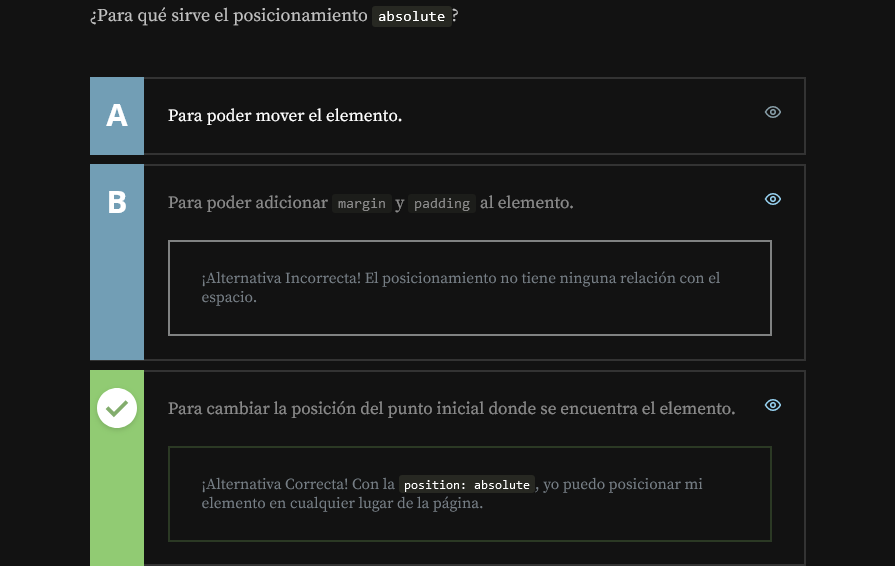 ¿Para qué sirve el posicionamiento absolute?
A
Para poder mover el elemento.
B
Para poder adicionar margin y padding al elemento.
¡Alternativa Incorrecta! El posicionamiento no tiene ninguna relación con el
espacio.
Para cambiar la posición del punto inicial donde se encuentra el elemento.
¡Alternativa Correcta! Con la position: absolute, yo puedo posicionar mi
elemento en cualquier lugar de la página.